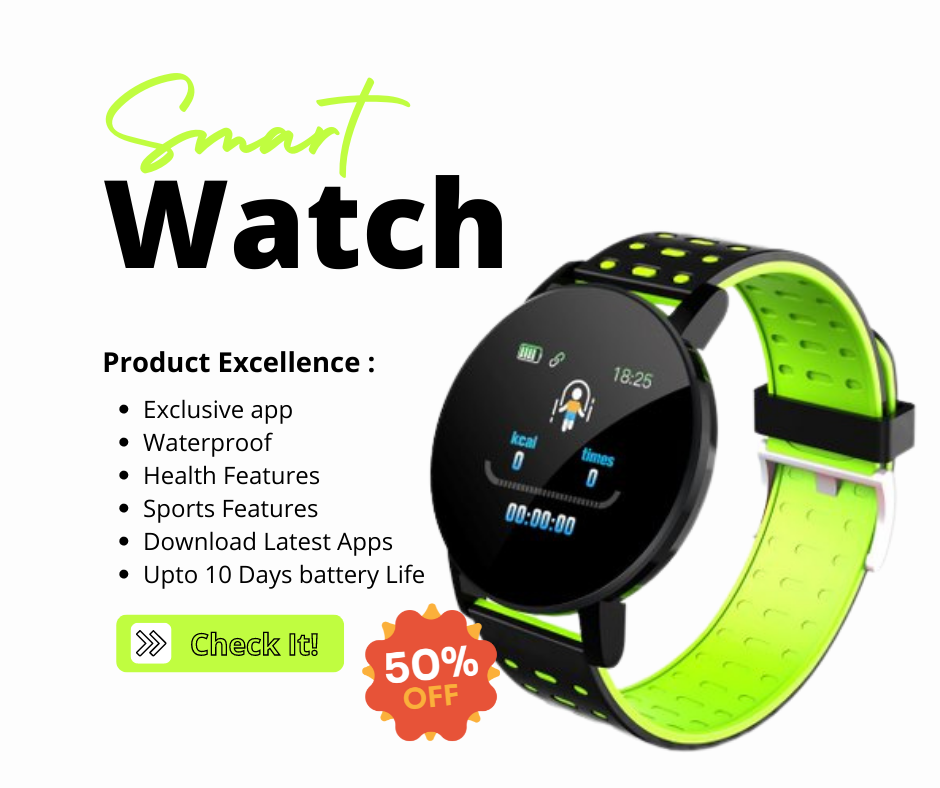 Smart
Watch
Product Excellence :
Exclusive app
Waterproof
Health Features
Sports Features
Download Latest Apps
Upto 10 Days battery Life
Check It!
50%
OFF
18:25
kcal
0
times
0
00:00:00